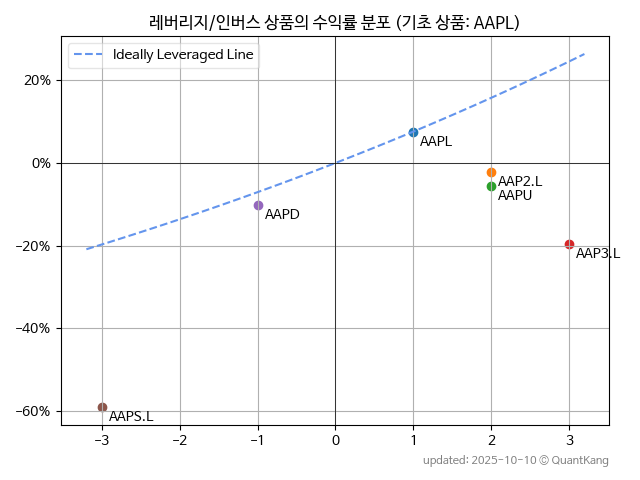 레버리지/인버스 상품의 수익률 분포 (기초 상품: AAPL)
Ideally Leveraged Line
20%
0%
−20%
−40%
−60%
AAPL
AAP2.L
AAPU
AAPD
AAP3.L
AAPS.L
−3 −2 −1 0 1 2 3
updated: 2025-10-10 © QuantKang